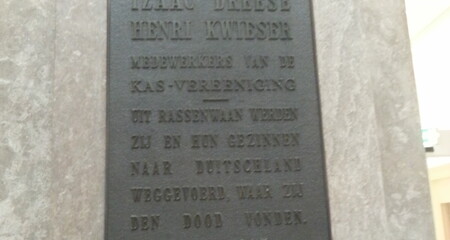 IZAAC DREESE
HENRI KWIESER
MEDEWERKERS VAN DE
KAS-VEREENIGING
UIT RASSENWAAN WERDEN
ZIJ EN HUN GEZINNEN
NAAR DUITSCHLAND
WEGGEVOERD, WAAR ZIJ
DEN DOOD VONDEN.